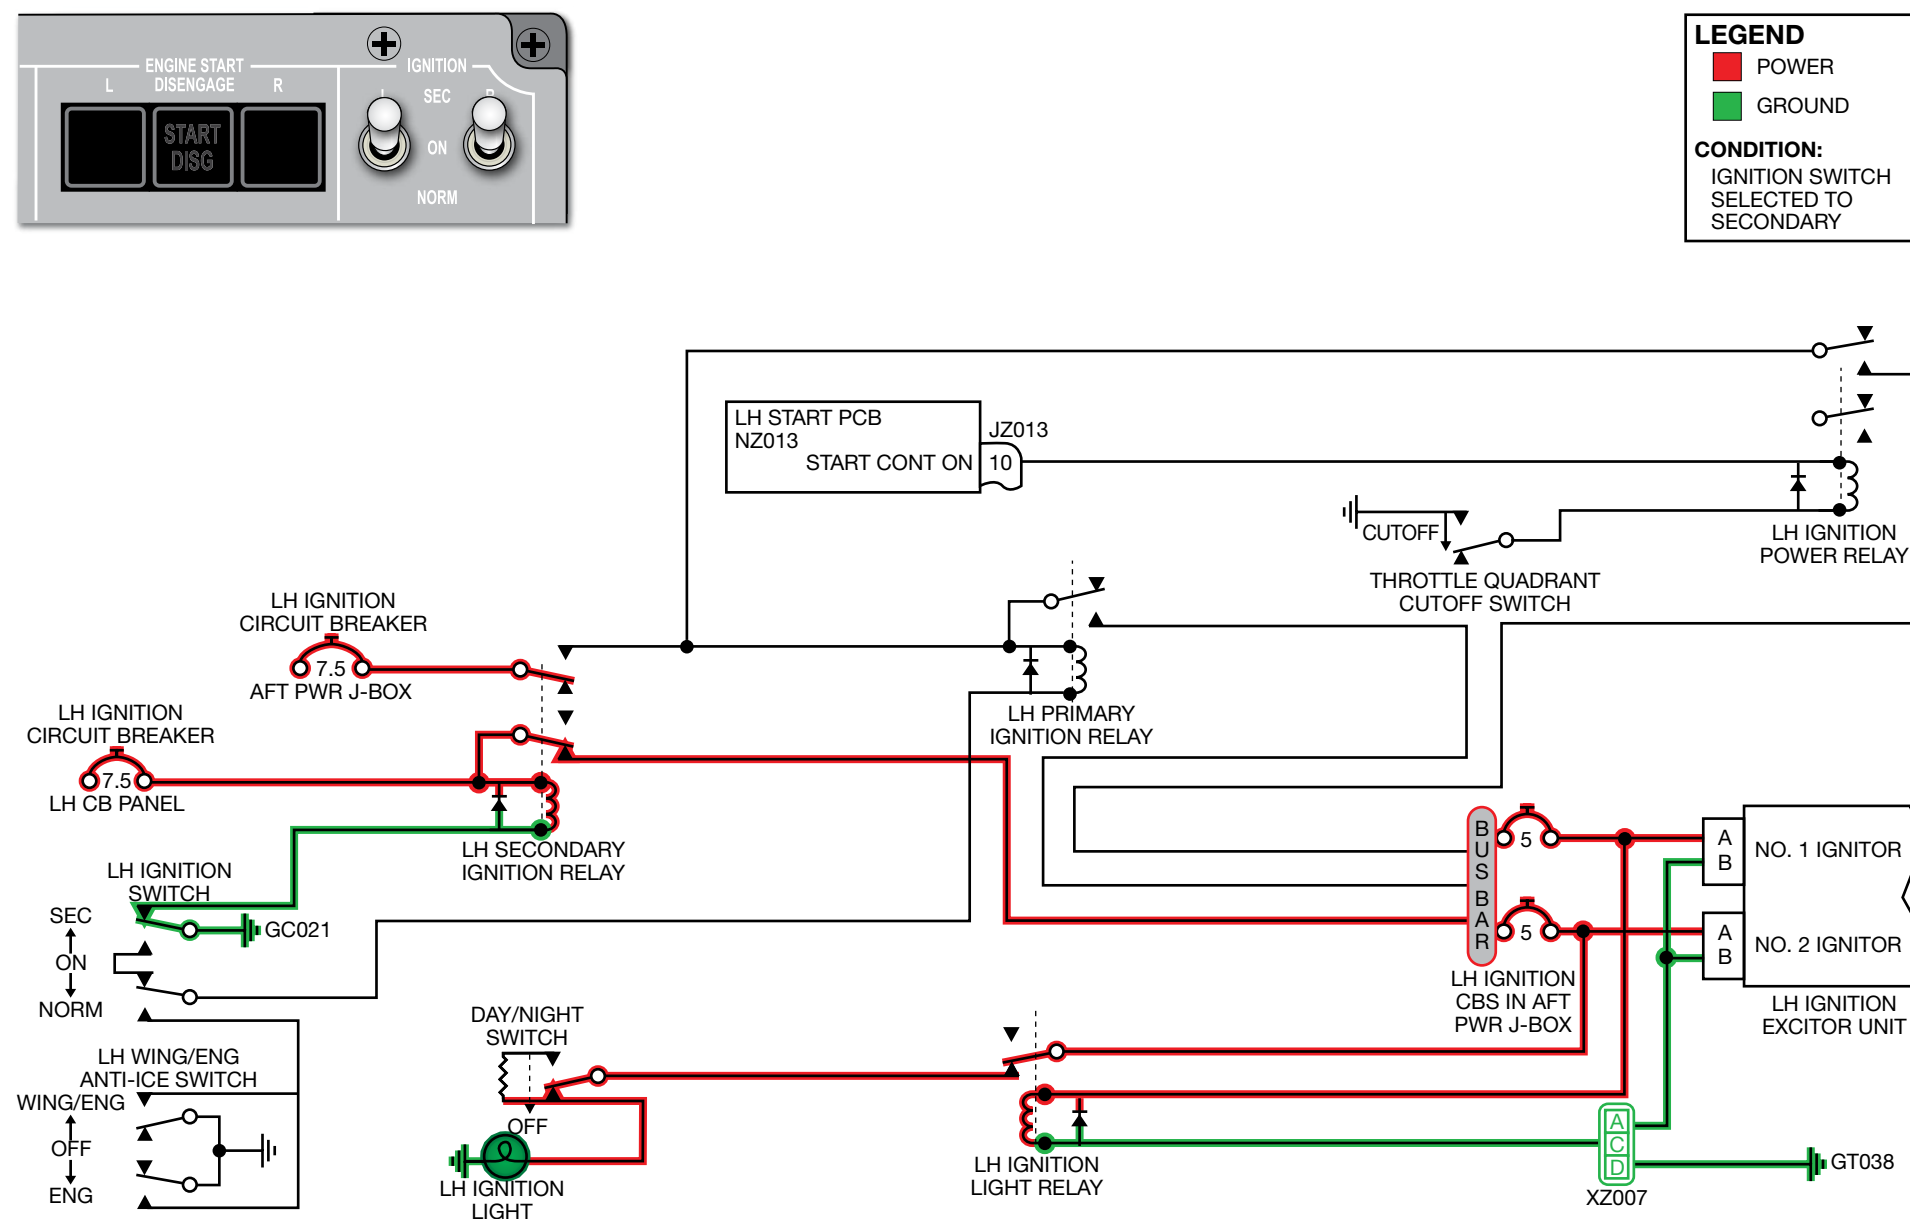 ENGINE START
DISENGAGE
L
R
START
DISG
IGNITION
SEC
ON
NORM
LEGEND
POWER
GROUND
CONDITION:
IGNITION SWITCH
SELECTED TO
SECONDARY
LH START PCB
NZ013
START CONT ON
JZ013
10
CUTOFF
THROTTLE QUADRANT
CUTOFF SWITCH
LH IGNITION
POWER RELAY
LH IGNITION
CIRCUIT BREAKER
7.5
AFT PWR J-BOX
LH IGNITION
CIRCUIT BREAKER
7.5
LH CB PANEL
LH PRIMARY
IGNITION RELAY
LH SECONDARY
IGNITION RELAY
LH IGNITION
SWITCH
SEC
ON
NORM
GC021
BUS BAR
5
5
LH IGNITION
CBS IN AFT
PWR J-BOX
A
B
NO. 1 IGNITOR
A
B
NO. 2 IGNITOR
LH IGNITION
EXCITOR UNIT
LH WING/ENG
ANTI-ICE SWITCH
WING/ENG
OFF
ENG
DAY/NIGHT
SWITCH
OFF
LH IGNITION
LIGHT
LH IGNITION
LIGHT RELAY
A
C
D
XZ007
GT038